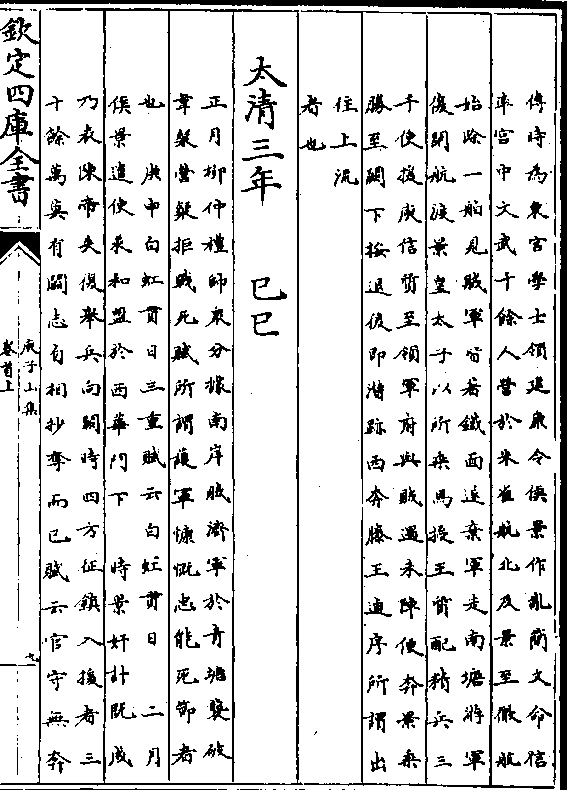 傳時為東宮學士領建康令侯景作亂簡文命信
率宮中文武千餘人營於朱雀航北及景至徹航
始除一舶見賊軍皆着鐵面遂棄軍走南塘游軍
復閉航渡景皇太子以所乘馬授王質配精兵三
千使援庾信質至領軍府與賊遇未陣便奔景乘
勝至闕下按退後即潛跡西奔滕王逌序所謂出
往上流
者也
太清三年 己巳
正月柳仲禮帥衆分據南岸賊濟軍於青塘襲破
韋粲營粲拒賊死賦所謂護軍慷慨忠能死節者
也 庚申白虹貫日三重賦云白虹貫日 二月
侯景遣使求和盟於西華門下 時景奸計既成
乃表陳帝失復舉兵向闕時四方征鎮入援者三
十餘萬莫有鬭志自相抄奪而已賦云官守無奔
欽定四庫全書
庾子山集
卷首上
九